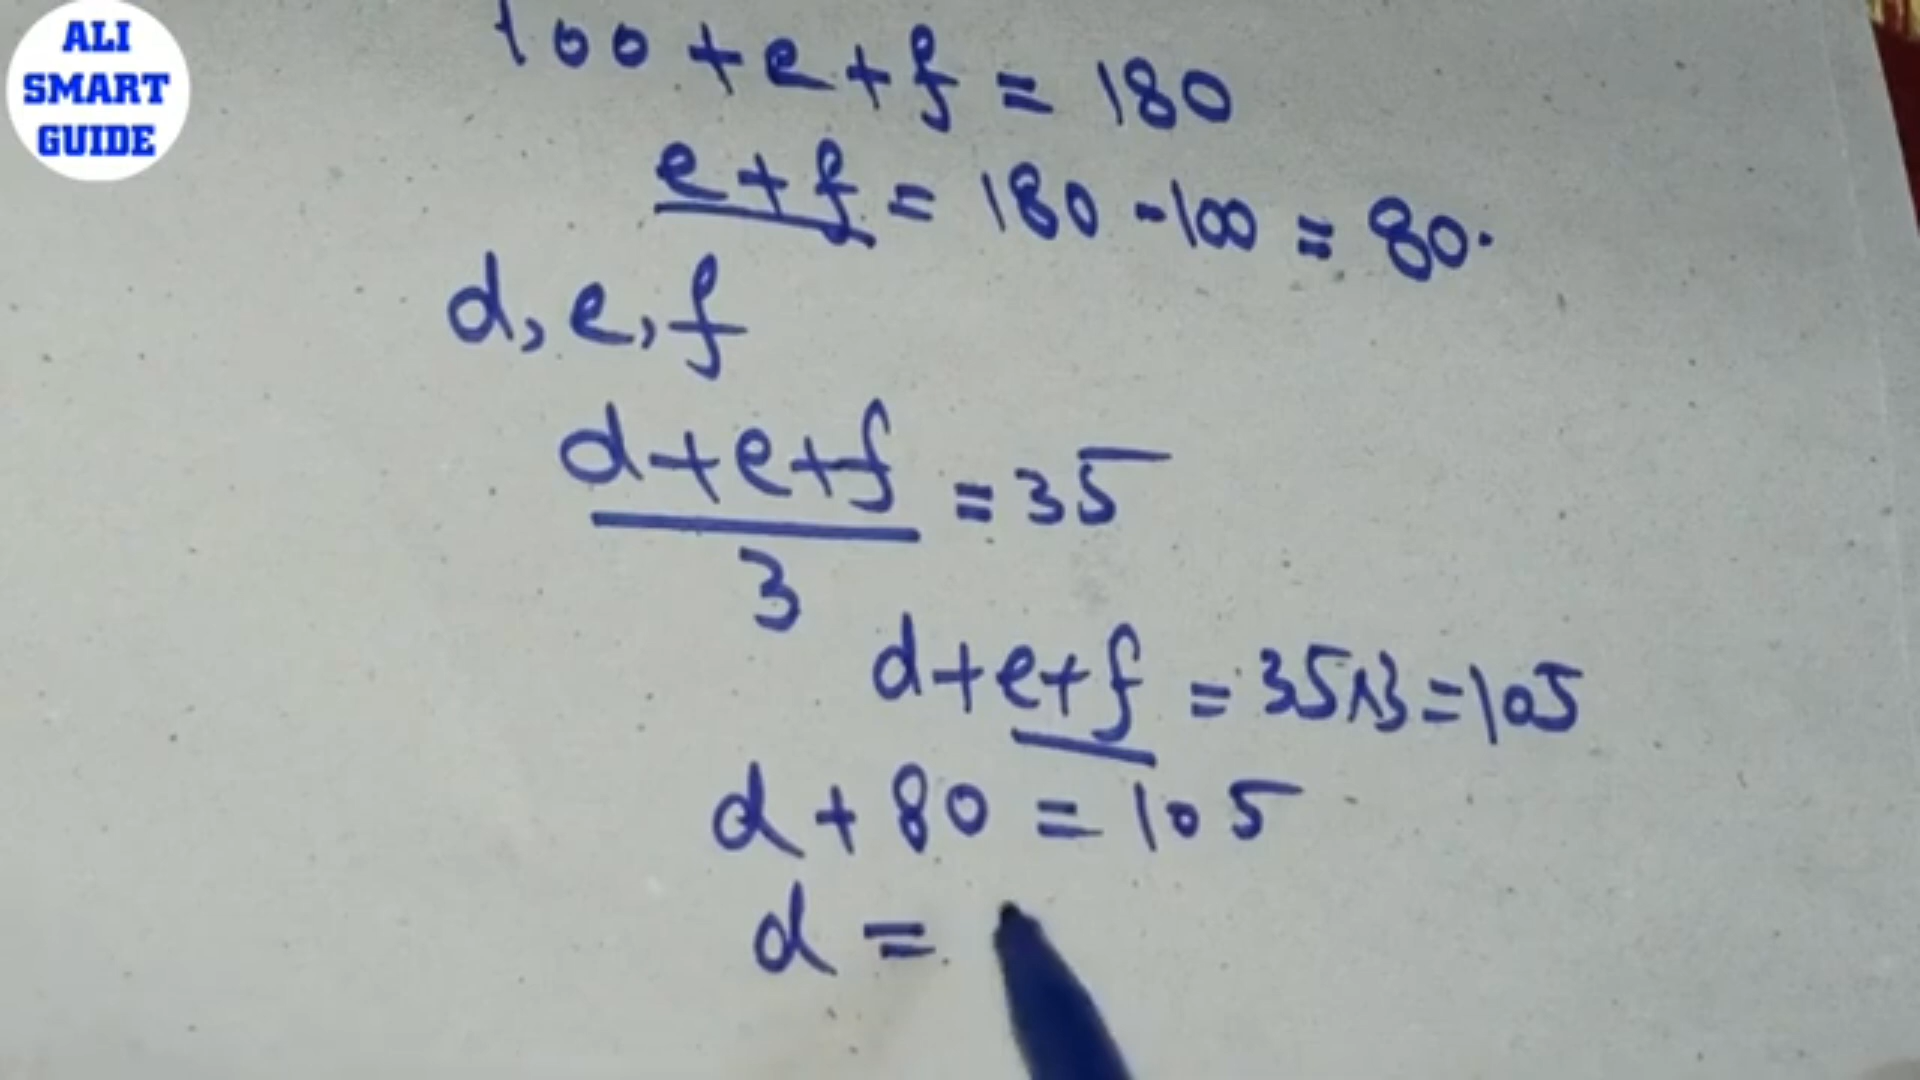 ALI
SMART
GUIDE
100 + e + f = 180
e + f = 180 - 100 = 80.
d, e, f
d + e + f
3
= 35
d + e + f = 35×3 = 105
d + 80 = 105
d =